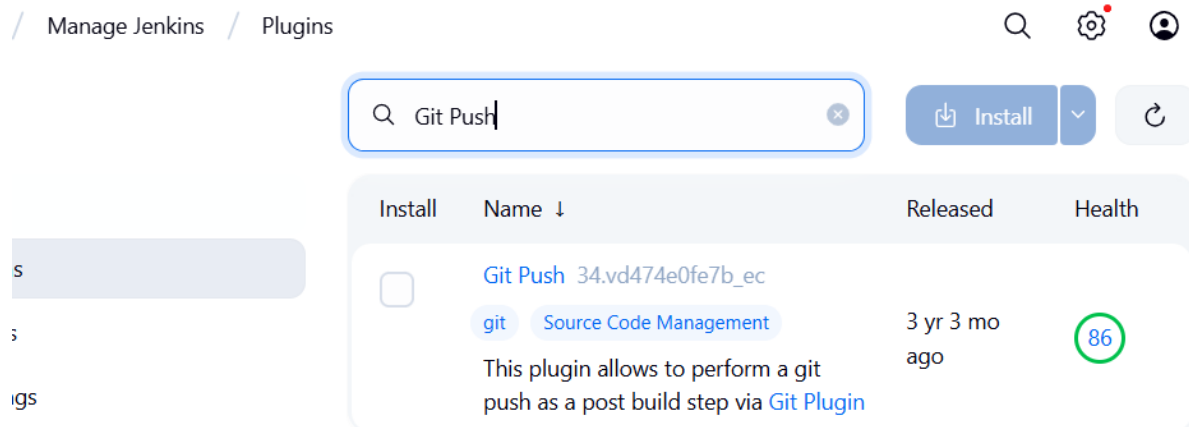 / Manage Jenkins / Plugins
Git Push
Install
Install Name ↓ Released Health
s
Git Push 34.vd474e0fe7b_ec
git Source Code Management
3 yr 3 mo
ago
86
s
This plugin allows to perform a git
push as a post build step via Git Plugin
gs